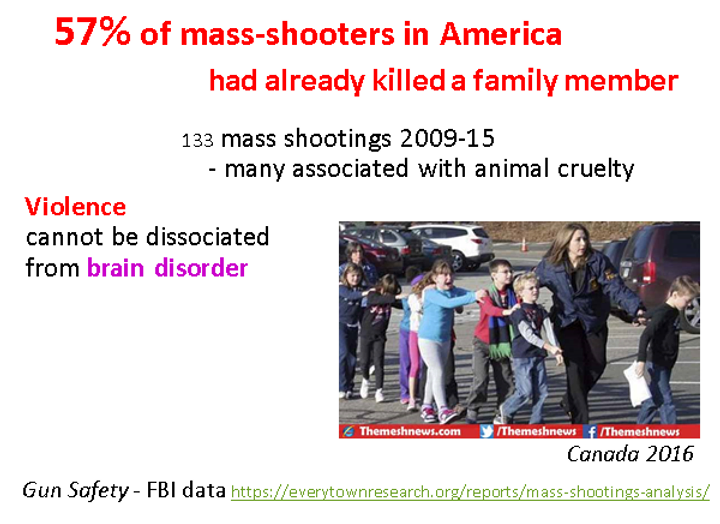 57% of mass-shooters in America
had already killed a family member
133 mass shootings 2009-15
- many associated with animal cruelty
Violence
cannot be dissociated
from brain disorder
Themeshnews.com /Themeshnews /Themeshnews.com
Canada 2016
Gun Safety - FBI data https://everytownresearch.org/reports/mass-shootings-analysis/